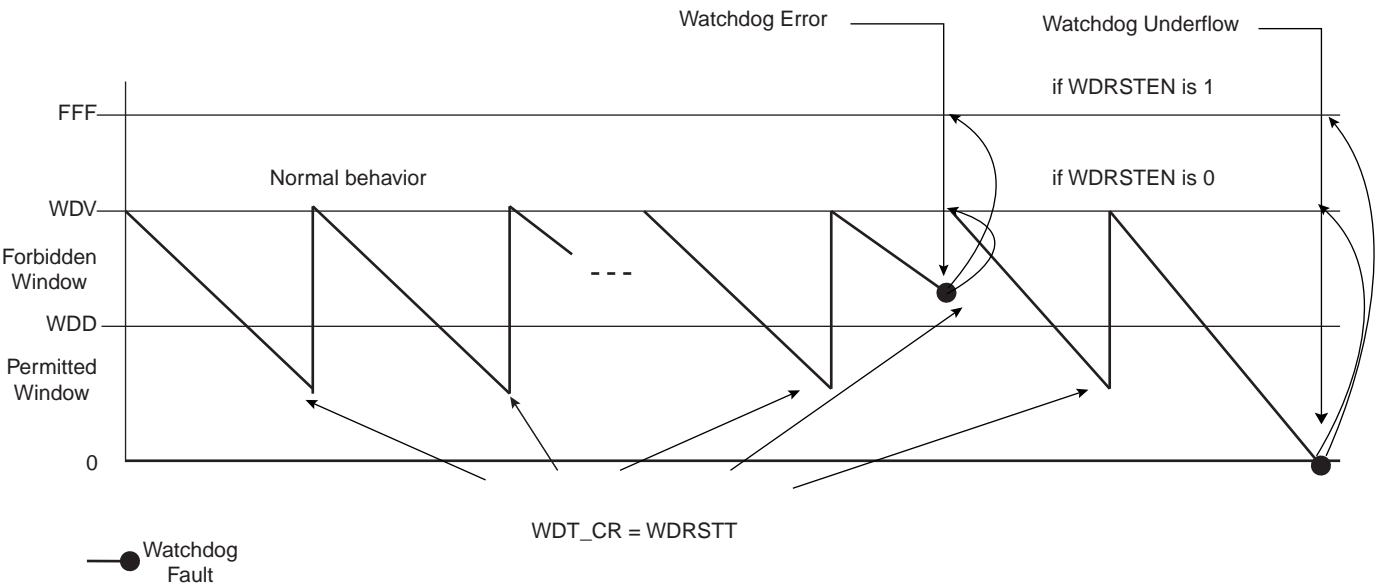 Watchdog Error
Watchdog Underflow
if WDRSTEN is 1
FFF
Normal behavior
if WDRSTEN is 0
WDV
Forbidden
Window
WDD
Permitted
Window
0
WDT_CR = WDRSTT
Watchdog
Fault